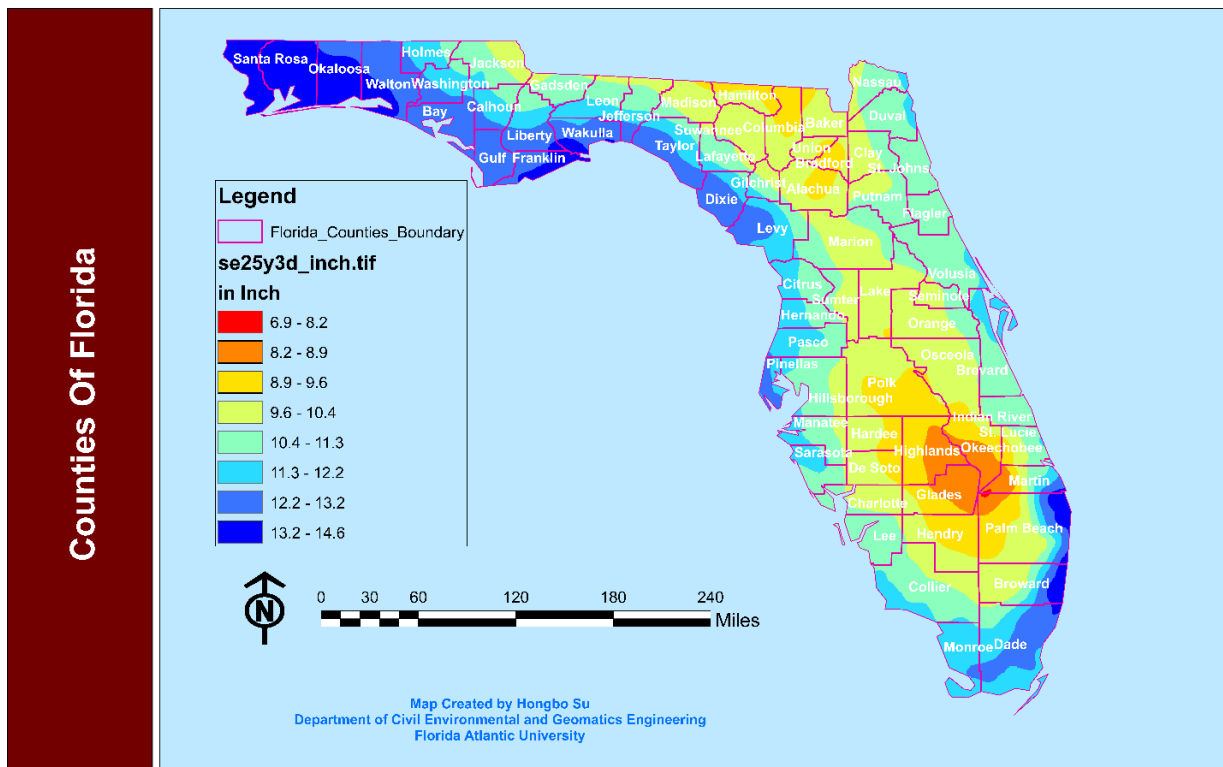 Counties Of Florida
Legend
Florida_Counties_Boundary
se25y3d_inch.tif
in Inch
6.9 - 8.2
8.2 - 8.9
8.9 - 9.6
9.6 - 10.4
10.4 - 11.3
11.3 - 12.2
12.2 - 13.2
13.2 - 14.6
N
0 30 60 120 180 240
Miles
Map Created by Hongbo Su
Department of Civil Environmental and Geomatics Engineering
Florida Atlantic University
Santa Rosa
Okaloosa
Walton
Holmes
Washington
Jackson
Bay
Calhoun
Gadsden
Liberty
Gulf
Franklin
Leon
Wakulla
Jefferson
Madison
Taylor
Hamilton
Suwannee
Lafayette
Columbia
Baker
Nassau
Duval
Union
Bradford
Clay
St. Johns
Gilchrist
Alachua
Putnam
Dixie
Levy
Flagler
Marion
Volusia
Citrus
Sumter
Lake
Seminole
Hernando
Orange
Pasco
Pinellas
Hillsborough
Polk
Osceola
Brevard
Indian River
Manatee
Hardee
Highlands
St. Lucie
Okeechobee
Sarasota
De Soto
Martin
Charlotte
Glades
Lee
Hendry
Palm Beach
Collier
Broward
Monroe
Dade